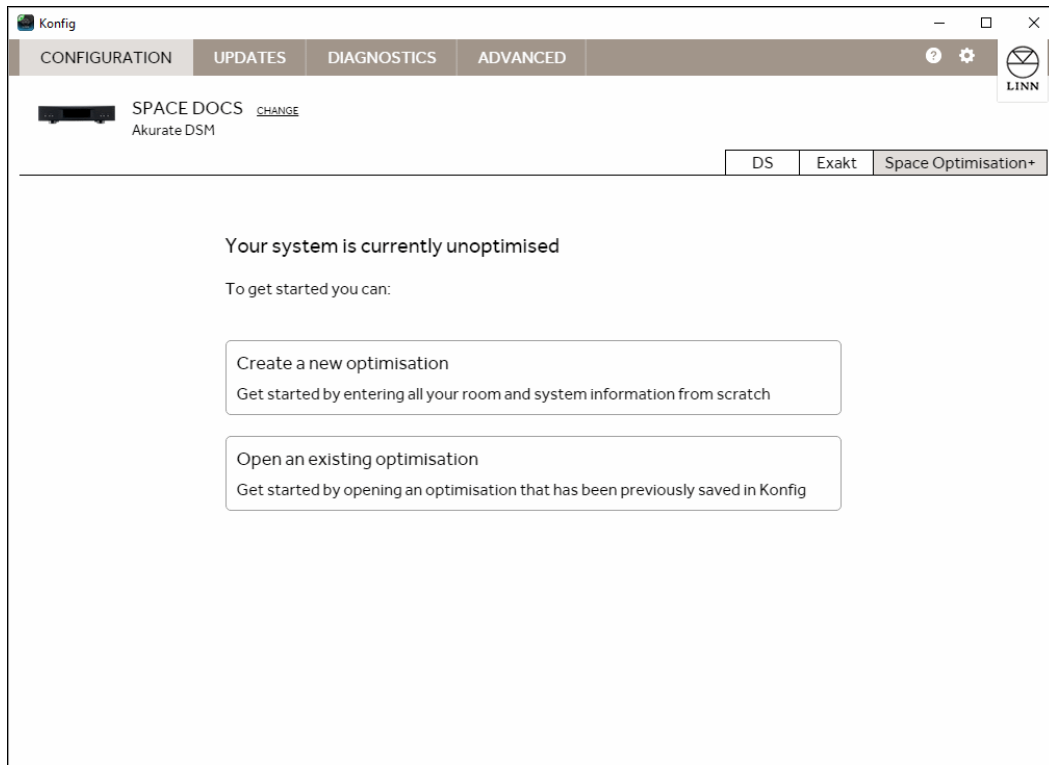 Konfig
CONFIGURATION UPDATES DIAGNOSTICS ADVANCED
?
LINN
SPACE DOCS CHANGE
Akurate DSM
DS Exakt Space Optimisation+
Your system is currently unoptimised
To get started you can:
Create a new optimisation
Get started by entering all your room and system information from scratch
Open an existing optimisation
Get started by opening an optimisation that has been previously saved in Konfig